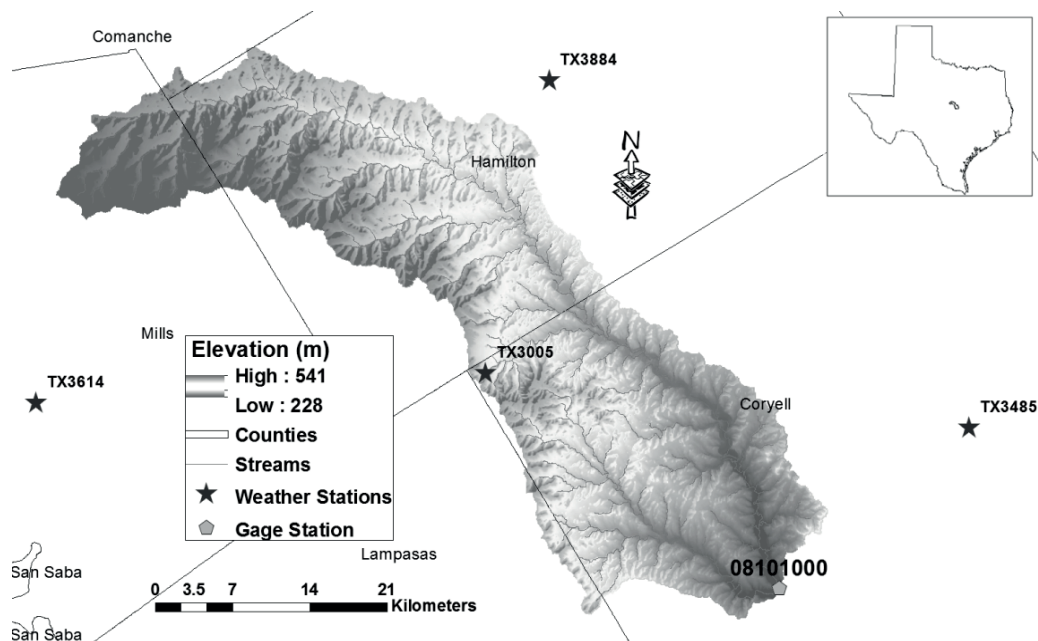 Comanche
TX3884
N
Hamilton
Mills
Elevation (m)
High : 541
Low : 228
Counties
Streams
Weather Stations
Gage Station
TX3005
TX3614
Coryell
TX3485
08101000
Lampasas
San Saba
San Saba
0 3.5 7 14 21
Kilometers